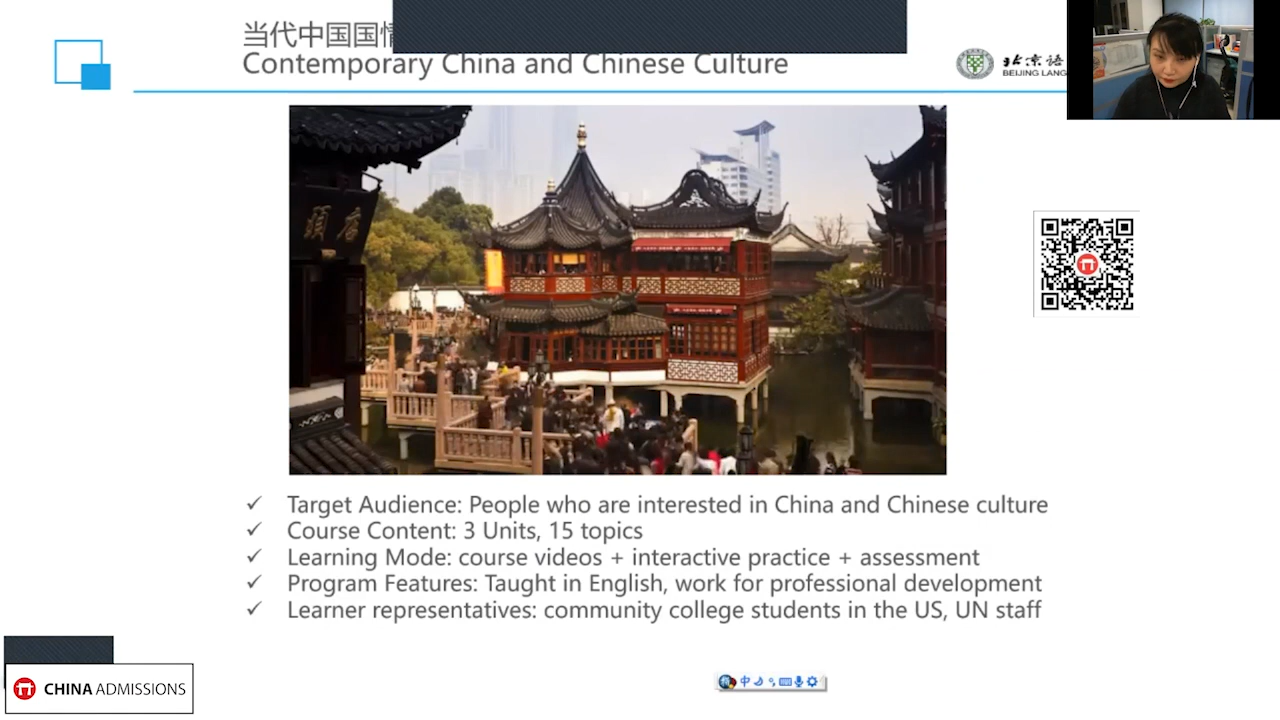 当代中国国情
Contemporary China and Chinese Culture
北京语
BEIJING LANG
✓ Target Audience: People who are interested in China and Chinese culture
✓ Course Content: 3 Units, 15 topics
✓ Learning Mode: course videos + interactive practice + assessment
✓ Program Features: Taught in English, work for professional development
✓ Learner representatives: community college students in the US, UN staff
CHINA ADMISSIONS
中